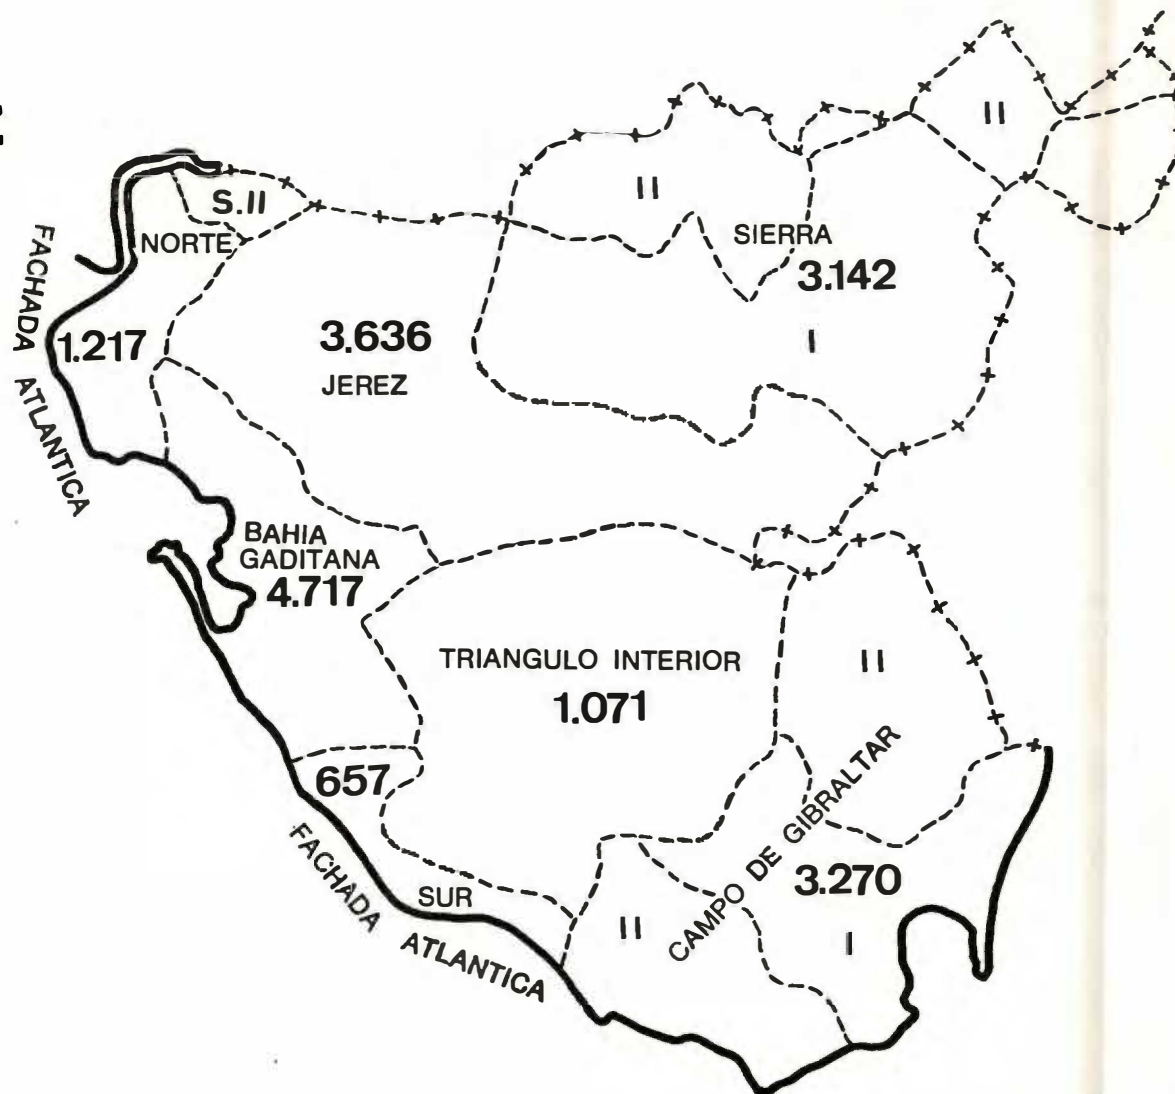 II
II
S.II
NORTE
SIERRA
3.142
I
FACHADA ATLANTICA
1.217
3.636
JEREZ
BAHIA
GADITANA
4.717
TRIANGULO INTERIOR
1.071
II
657
CAMPO DE GIBRALTAR
3.270
I
II
SUR
FACHADA ATLANTICA